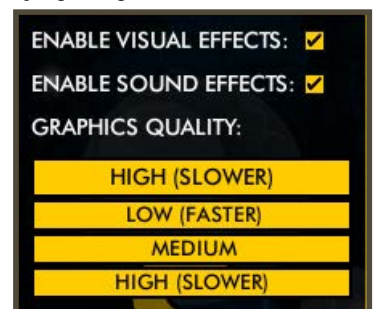 ENABLE VISUAL EFFECTS:
ENABLE SOUND EFFECTS:
GRAPHICS QUALITY:
HIGH (SLOWER)
LOW (FASTER)
MEDIUM
HIGH (SLOWER)